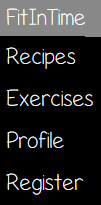 FitInTime
Recipes
Exercises
Profile
Register